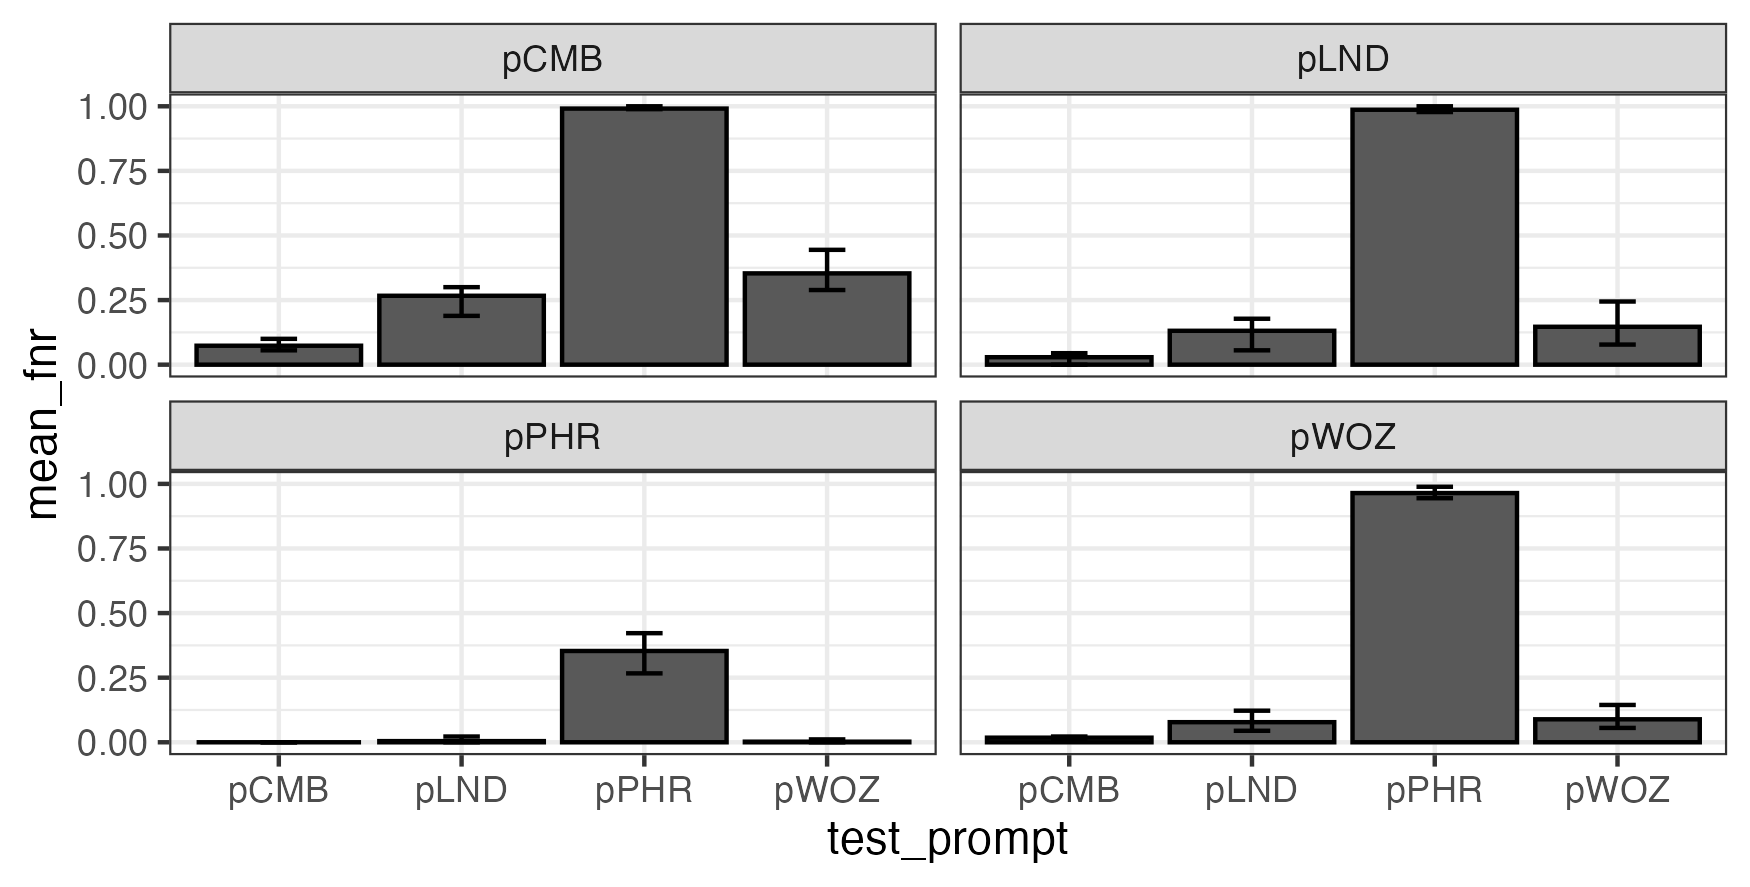 pCMB
pLND
1.00
0.75
0.50
0.25
0.00
pPHR
pWOZ
1.00
0.75
0.50
0.25
0.00
mean_fnr
pCMB pLND pPHR pWOZ
pCMB pLND pPHR pWOZ
test_prompt